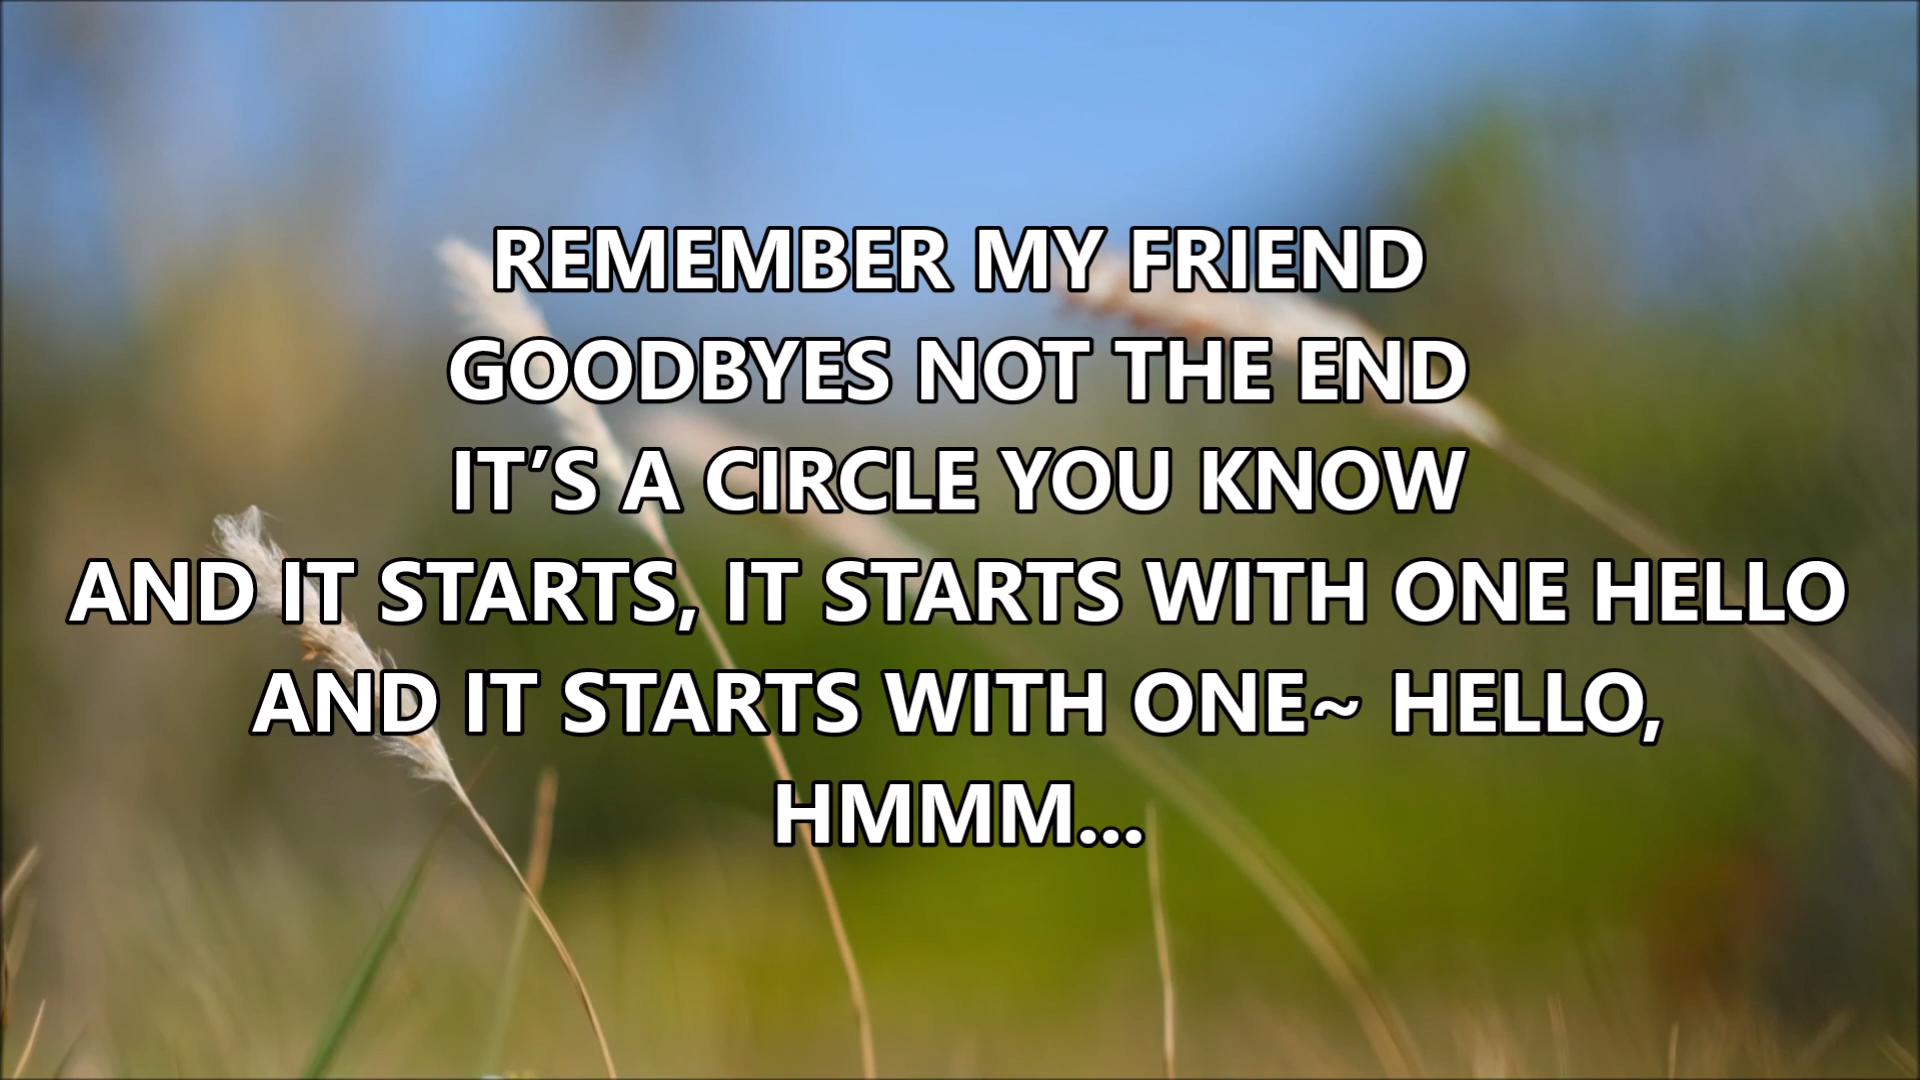 REMEMBER MY FRIEND
GOODBYES NOT THE END
IT’S A CIRCLE YOU KNOW
AND IT STARTS, IT STARTS WITH ONE HELLO
AND IT STARTS WITH ONE~ HELLO,
HMMM...